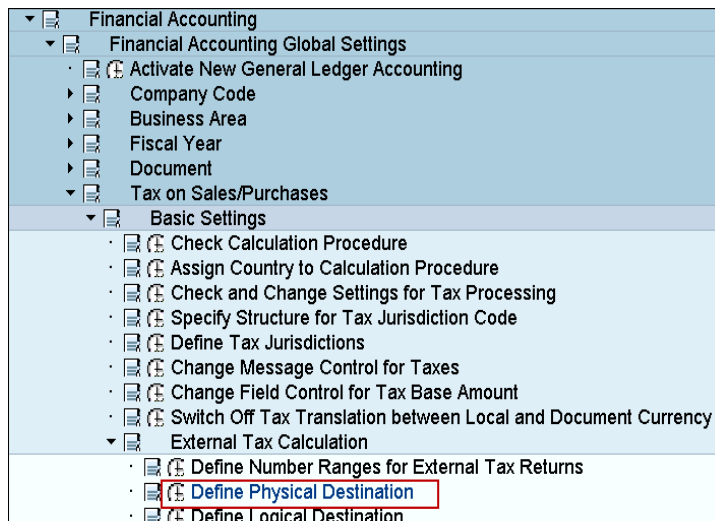 Financial Accounting
Financial Accounting Global Settings
Activate New General Ledger Accounting
Company Code
Business Area
Fiscal Year
Document
Tax on Sales/Purchases
Basic Settings
Check Calculation Procedure
Assign Country to Calculation Procedure
Check and Change Settings for Tax Processing
Specify Structure for Tax Jurisdiction Code
Define Tax Jurisdictions
Change Message Control for Taxes
Change Field Control for Tax Base Amount
Switch Off Tax Translation between Local and Document Currency
External Tax Calculation
Define Number Ranges for External Tax Returns
Define Physical Destination
Define Logical Destination